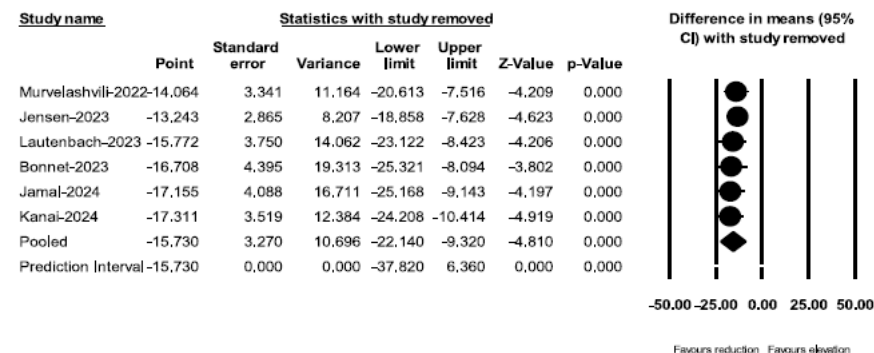 Study name Statistics with study removed Difference in means (95% CI) with study removed
Point Standard error Variance Lower limit Upper limit Z-Value p-Value
Murvelashvili-2022 -14.064 3.341 11.164 -20.613 -7.516 -4.209 0.000
Jensen-2023 -13.243 2.865 8.207 -18.858 -7.628 -4.623 0.000
Lautenbach-2023 -15.772 3.750 14.062 -23.122 -8.423 -4.206 0.000
Bonnet-2023 -16.708 4.395 19.313 -25.321 -8.094 -3.802 0.000
Jamal-2024 -17.155 4.088 16.711 -25.168 -9.143 -4.197 0.000
Kanai-2024 -17.311 3.519 12.384 -24.208 -10.414 -4.919 0.000
Pooled -15.730 3.270 10.696 -22.140 -9.320 -4.810 0.000
Prediction Interval -15.730 0.000 0.000 -37.820 6.360 0.000 0.000
-50.00 -25.00 0.00 25.00 50.00
Favours reduction Favours elevation